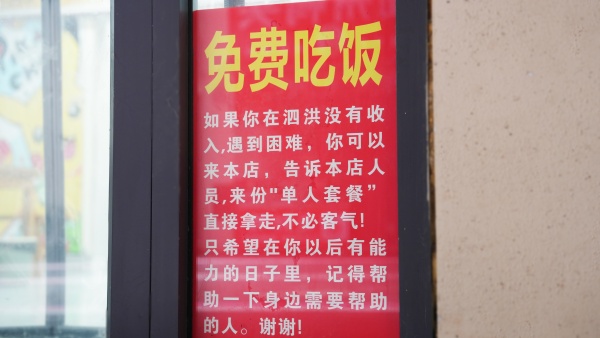 免费吃饭
如果你在泗洪没有收
入,遇到困难，你可以
来本店，告诉本店人
员,来份"单人套餐”
直接拿走,不必客气!
只希望在你以后有能
力的日子里，记得帮
助一下身边需要帮助
的人。谢谢!